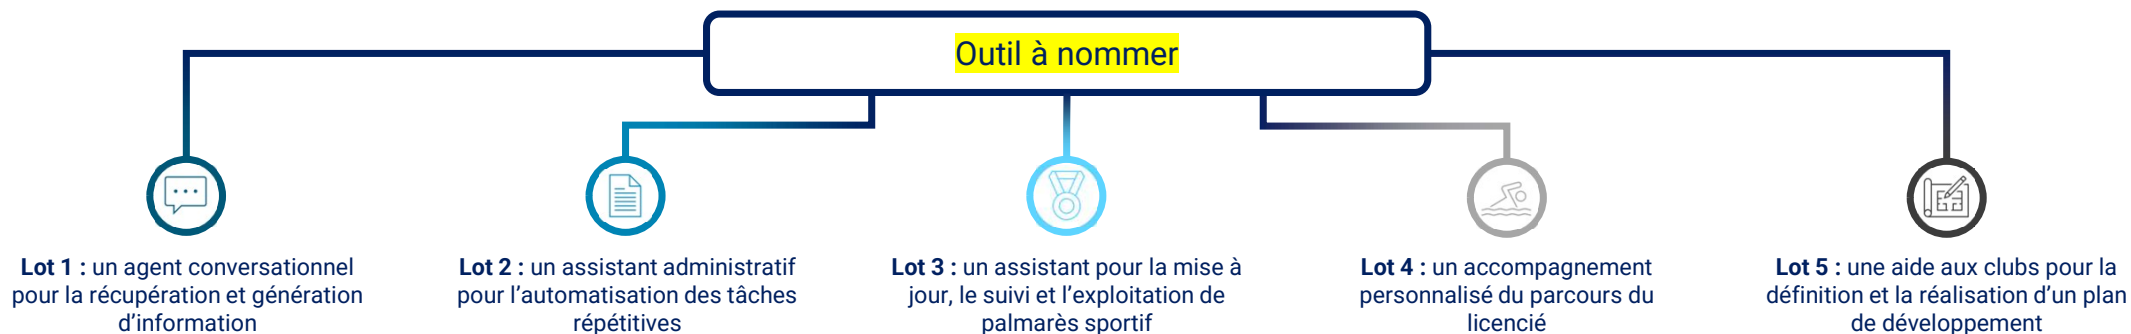 Outil à nommer
Lot 1 : un agent conversationnel
pour la récupération et génération
d’information
Lot 2 : un assistant administratif
pour l’automatisation des tâches
répétitives
Lot 3 : un assistant pour la mise à
jour, le suivi et l’exploitation de
palmarès sportif
Lot 4 : un accompagnement
personnalisé du parcours du
licencié
Lot 5 : une aide aux clubs pour la
définition et la réalisation d’un plan
de développement